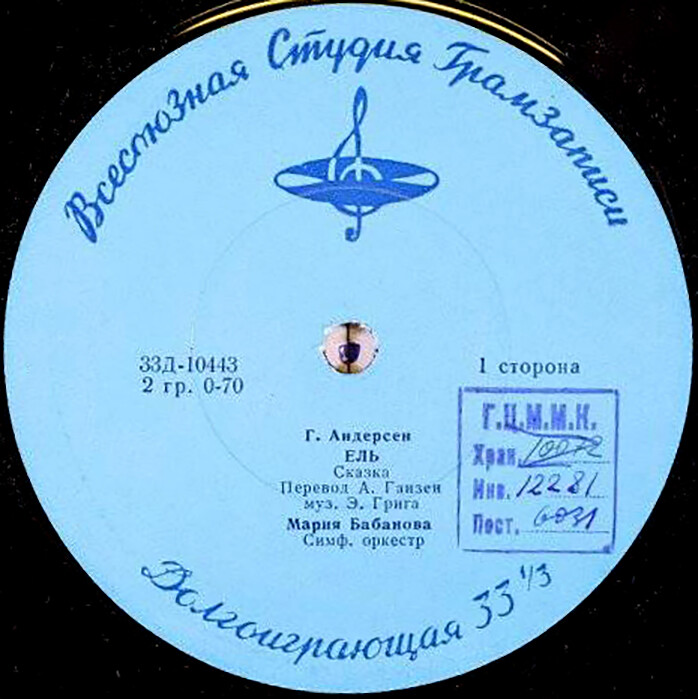 Всесоюзная Студия Грамзаписи
33Д-10443
2 гр. 0-70
1 сторона
Г. Андерсен
ЕЛЬ
Сказка
Перевод А. Ганзен
муз. Э. Грига
Мария Бабанова
Симф. оркестр
Г.Ц.М.М.К.
Хран. 10072
Инв. 12281
Пост. 6031
Долгоиграющая 33 1/3